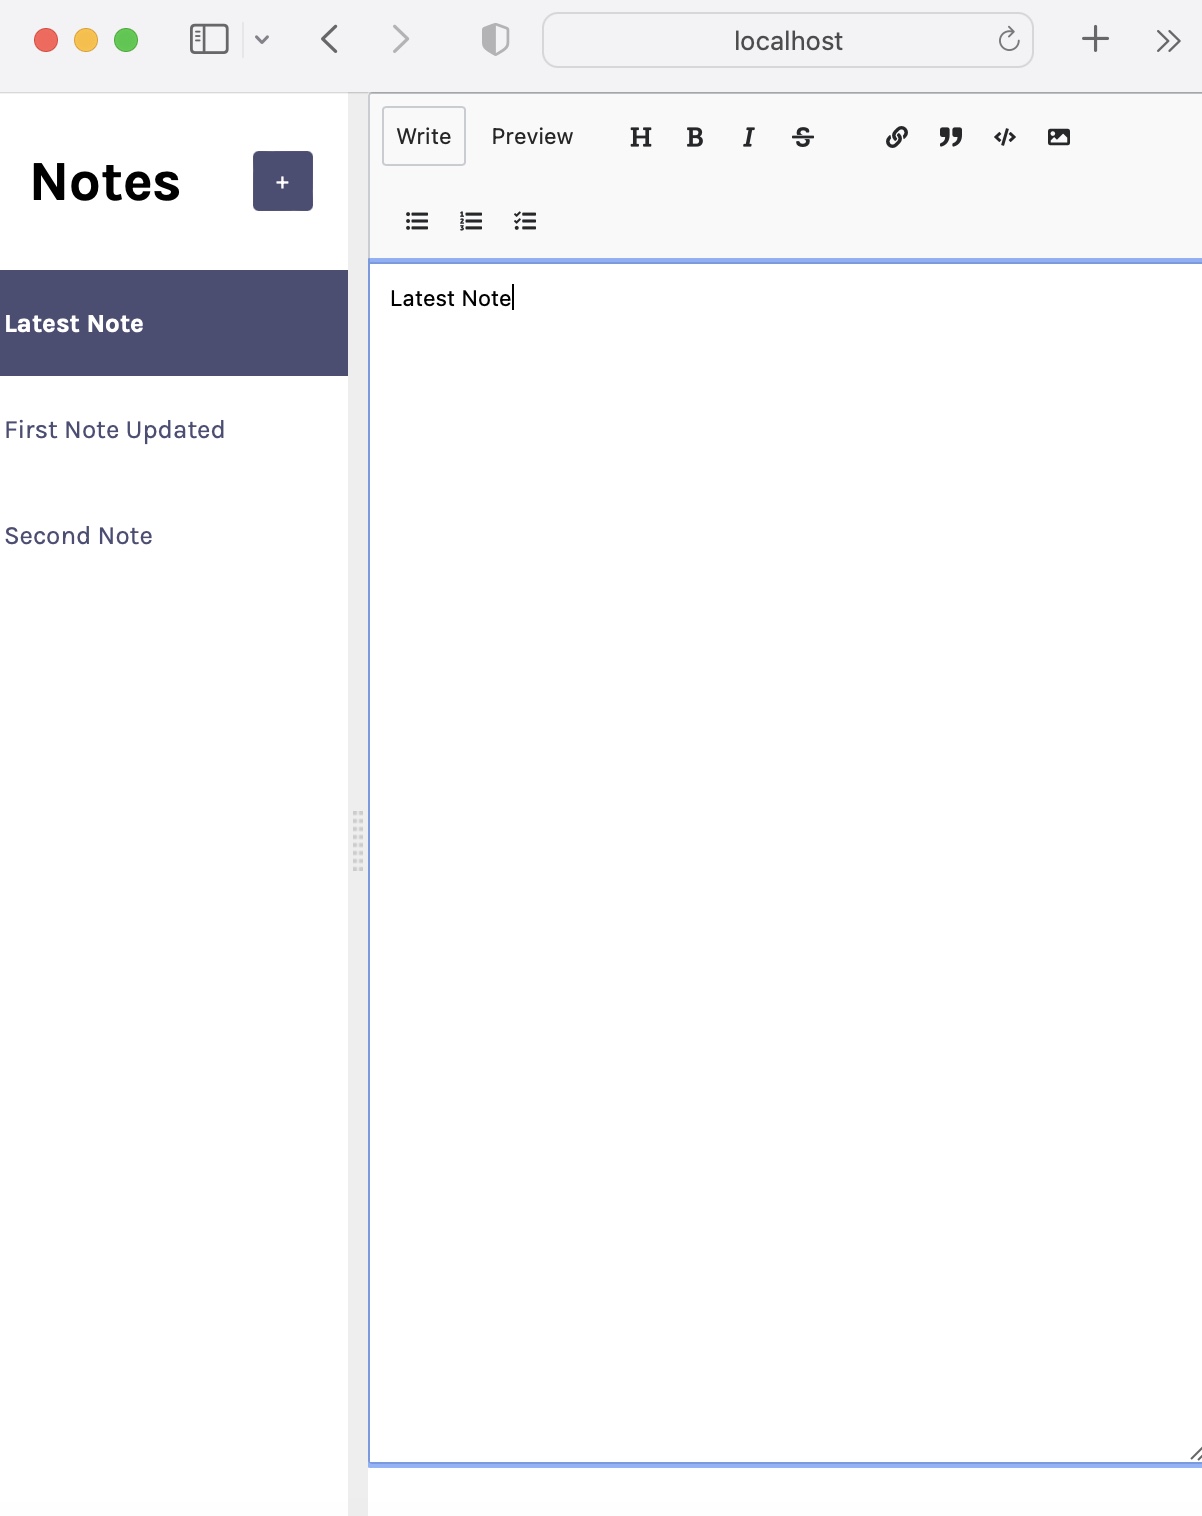 localhost
Notes +
Write Preview H B I S
Latest Note
First Note Updated
Second Note
Latest Note